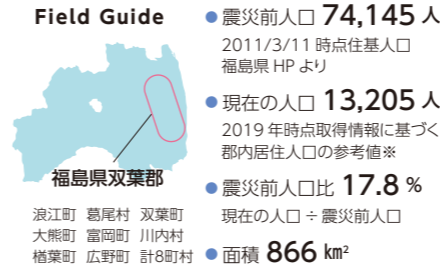 Field Guide
福島県双葉郡
浪江町 葛尾村 双葉町
大熊町 富岡町 川内村
楢葉町 広野町 計8町村
● 震災前人口 74,145 人
2011/3/11 時点住基人口
福島県 HP より
● 現在の人口 13,205 人
2019 年時点取得情報に基づく
郡内居住人口の参考値※
● 震災前人口比 17.8 %
現在の人口 ÷ 震災前人口
● 面積 866 km²